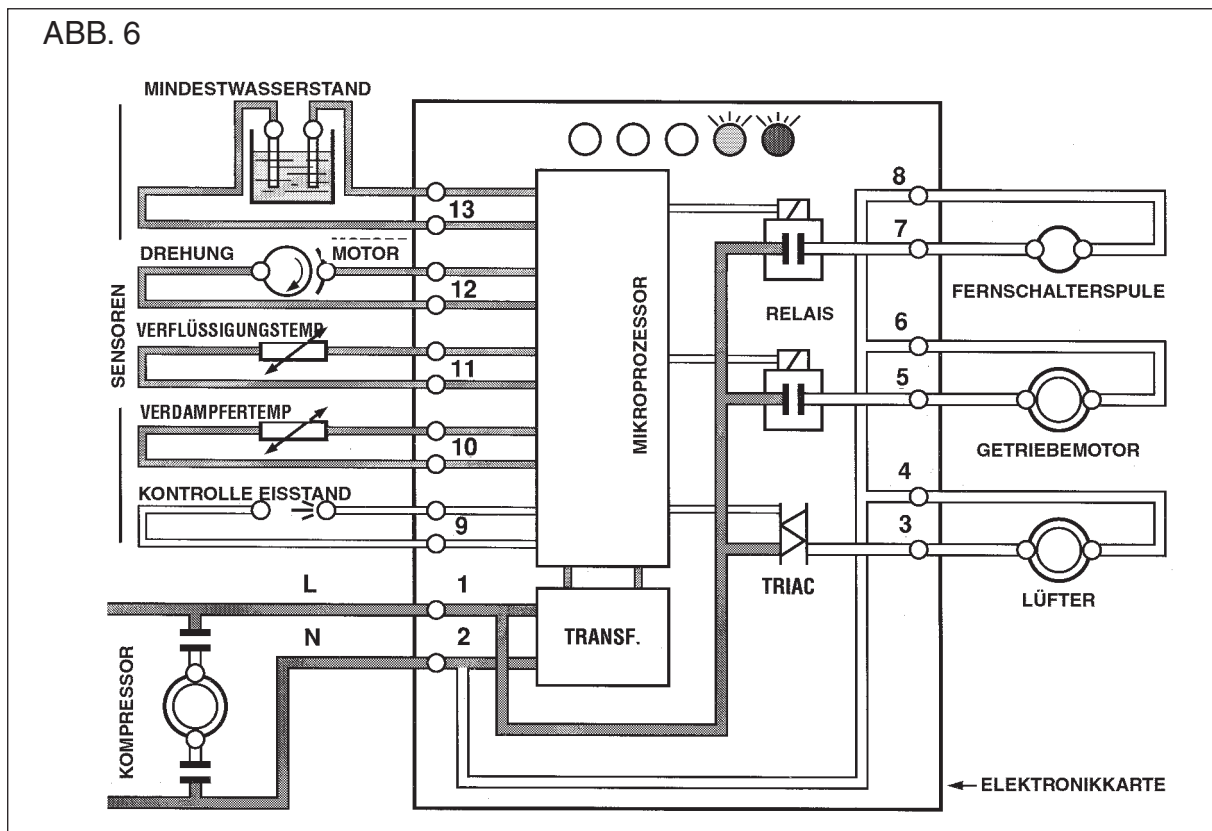 ABB. 6
MINDESTWASSERSTAND
13
DREHUNG
MOTOR
12
VERFLÜSSIGUNGSTEMP
11
VERDAMPFERTEMP
10
KONTROLLE EISSTAND
9
SENSOREN
L
1
N
2
KOMPRESSOR
MIKROPROZESSOR
TRANSF.
RELAIS
TRIAC
8
7
FERNSCHALTERSPULE
6
5
GETRIEBEMOTOR
4
3
LÜFTER
ELEKTRONIKKARTE